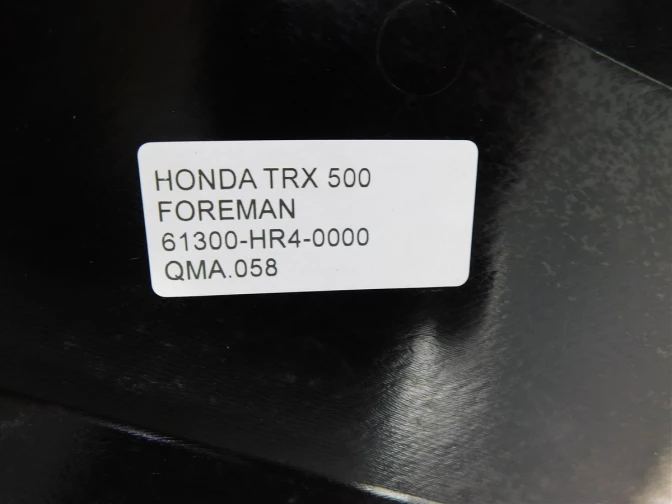 HONDA TRX 500
FOREMAN
61300-HR4-0000
QMA.058